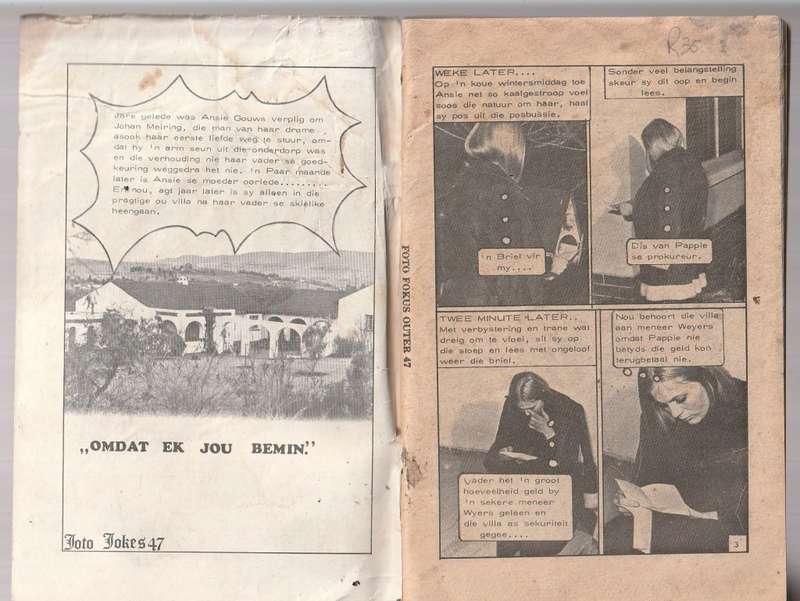 Jare gelede was Ansie Gouws verplig om
Johan Meiring, die man van haar drome
asook haar eerste liefde weg te stuur, om-
dat hy 'n arm seun uit die onderdorp was
en die verhouding nie haar vader se goed-
keuring weggedra het nie. 'n Paar maande
later is Ansie se moeder oorlede.........
En nou, agt jaar later is sy alleen in die
pragtige ou villa na haar vader se skielike
heengaan.
„OMDAT EK JOU BEMIN.”
Foto Jokes 47
FOTO FOKUS OUTER 47
R35
WEKE LATER....
Op 'n koue wintersmiddag toe
Ansie net so kaalgestroop voel
soos die natuur om haar, haal
sy pos uit die posbussie.
'n Brief vir
my....
Sonder veel belangstelling
skeur sy dit oop en begin
lees.
Dis van Pappie
se prokureur.
TWEE MINUTE LATER..
Met verbystering en trane wat
dreig om te vloei, sit sy op
die stoep en lees met ongeloof
weer die brief.
Vader het 'n groot
hoeveelheid geld by
'n sekere meneer
Wyers geleen en
die villa as sekuriteit
gegee....
Nou behoort die villa
aan meneer Weyers
omdat Pappie nie
betyds die geld kon
terugbetaal nie.
3